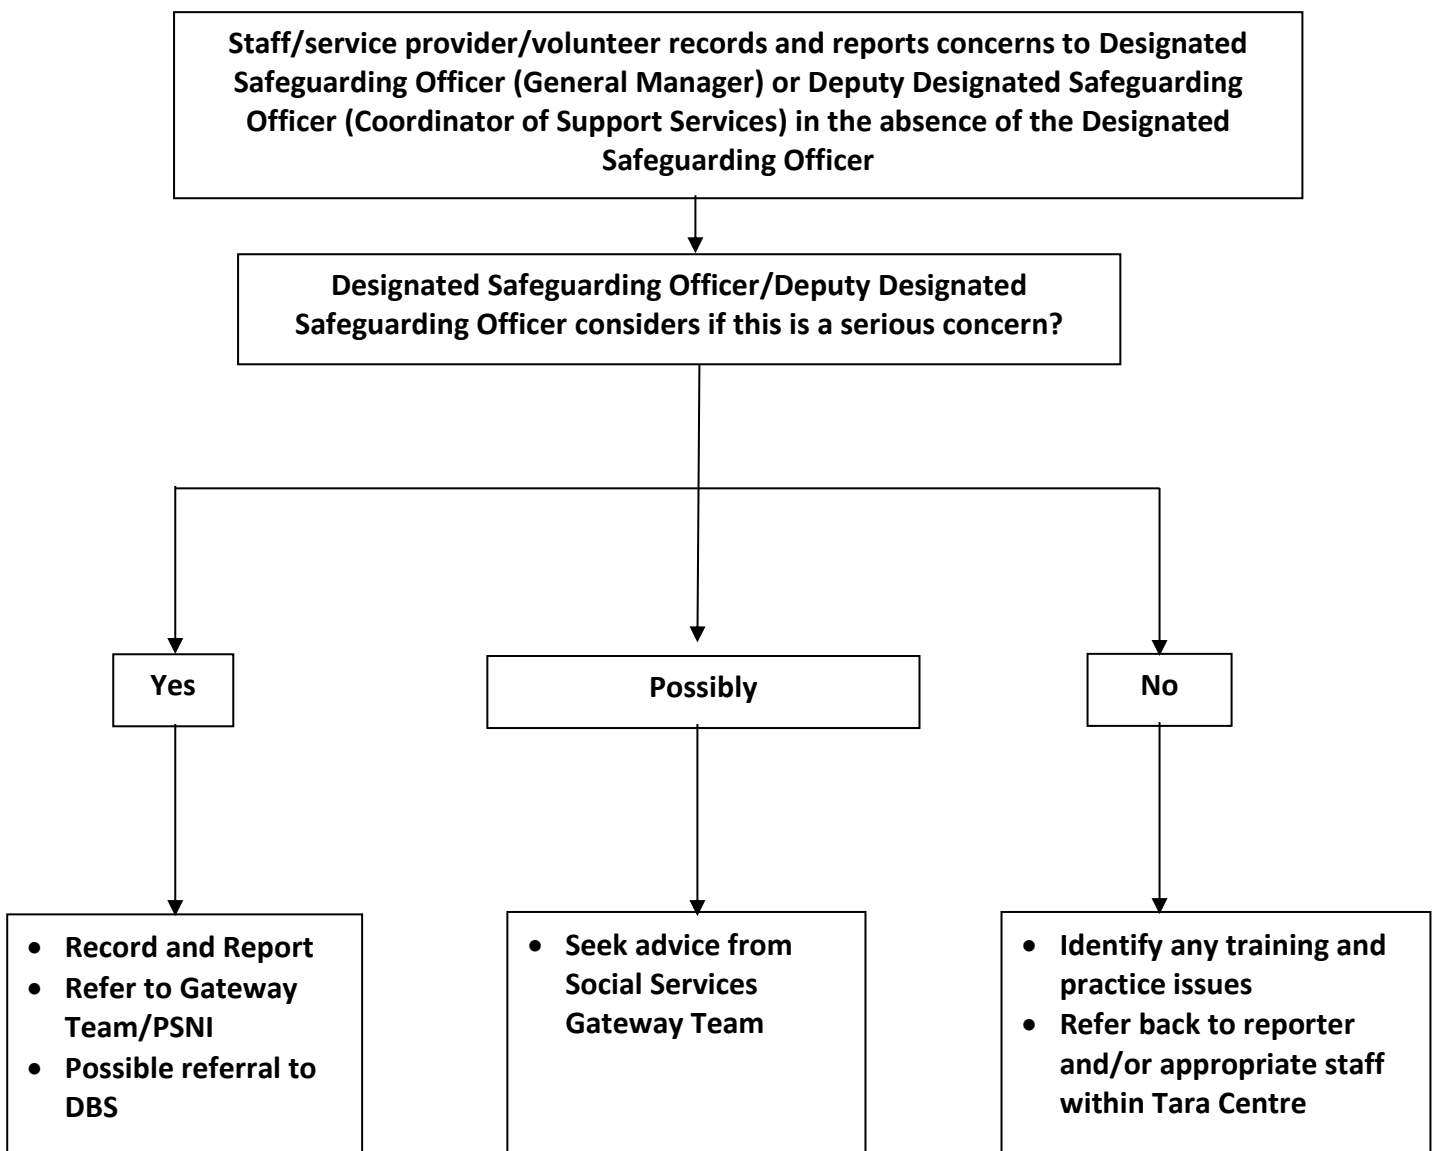 Staff/service provider/volunteer records and reports concerns to Designated
Safeguarding Officer (General Manager) or Deputy Designated Safeguarding
Officer (Coordinator of Support Services) in the absence of the Designated
Safeguarding Officer
Designated Safeguarding Officer/Deputy Designated
Safeguarding Officer considers if this is a serious concern?
Yes
Possibly
No
• Record and Report
• Refer to Gateway
Team/PSNI
• Possible referral to
DBS
• Seek advice from
Social Services
Gateway Team
• Identify any training and
practice issues
• Refer back to reporter
and/or appropriate staff
within Tara Centre